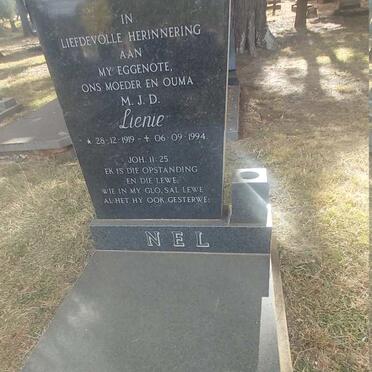 IN
LIEFDEVOLLE HERINNERING
AAN
MY EGGENOTE,
ONS MOEDER EN OUMA
M. J. D.
Lienie
★ 28-12-1919 - ✝ 06-09-1994
JOH. 11:25
EK IS DIE OPSTANDING
EN DIE LEWE;
WIE IN MY GLO, SAL LEWE
AL HET HY OOK GESTERWE;
NEL